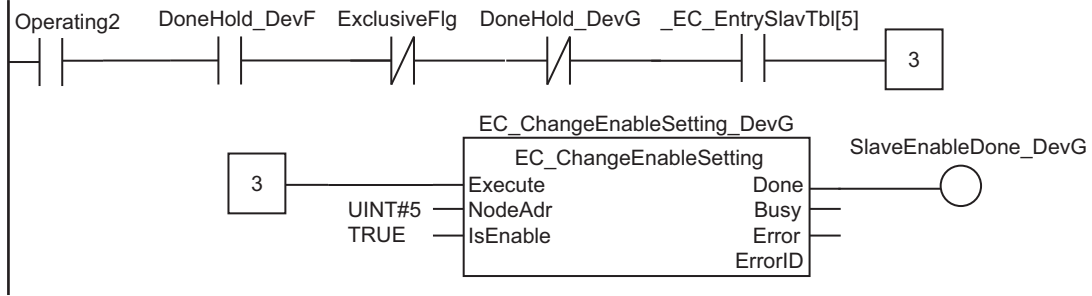 Operating2 DoneHold_DevF ExclusiveFlg DoneHold_DevG _EC_EntrySlavTbl[5]
3
EC_ChangeEnableSetting_DevG
EC_ChangeEnableSetting
SlaveEnableDone_DevG
3 Execute Done
UINT#5 NodeAdr Busy
TRUE IsEnable Error
ErrorID